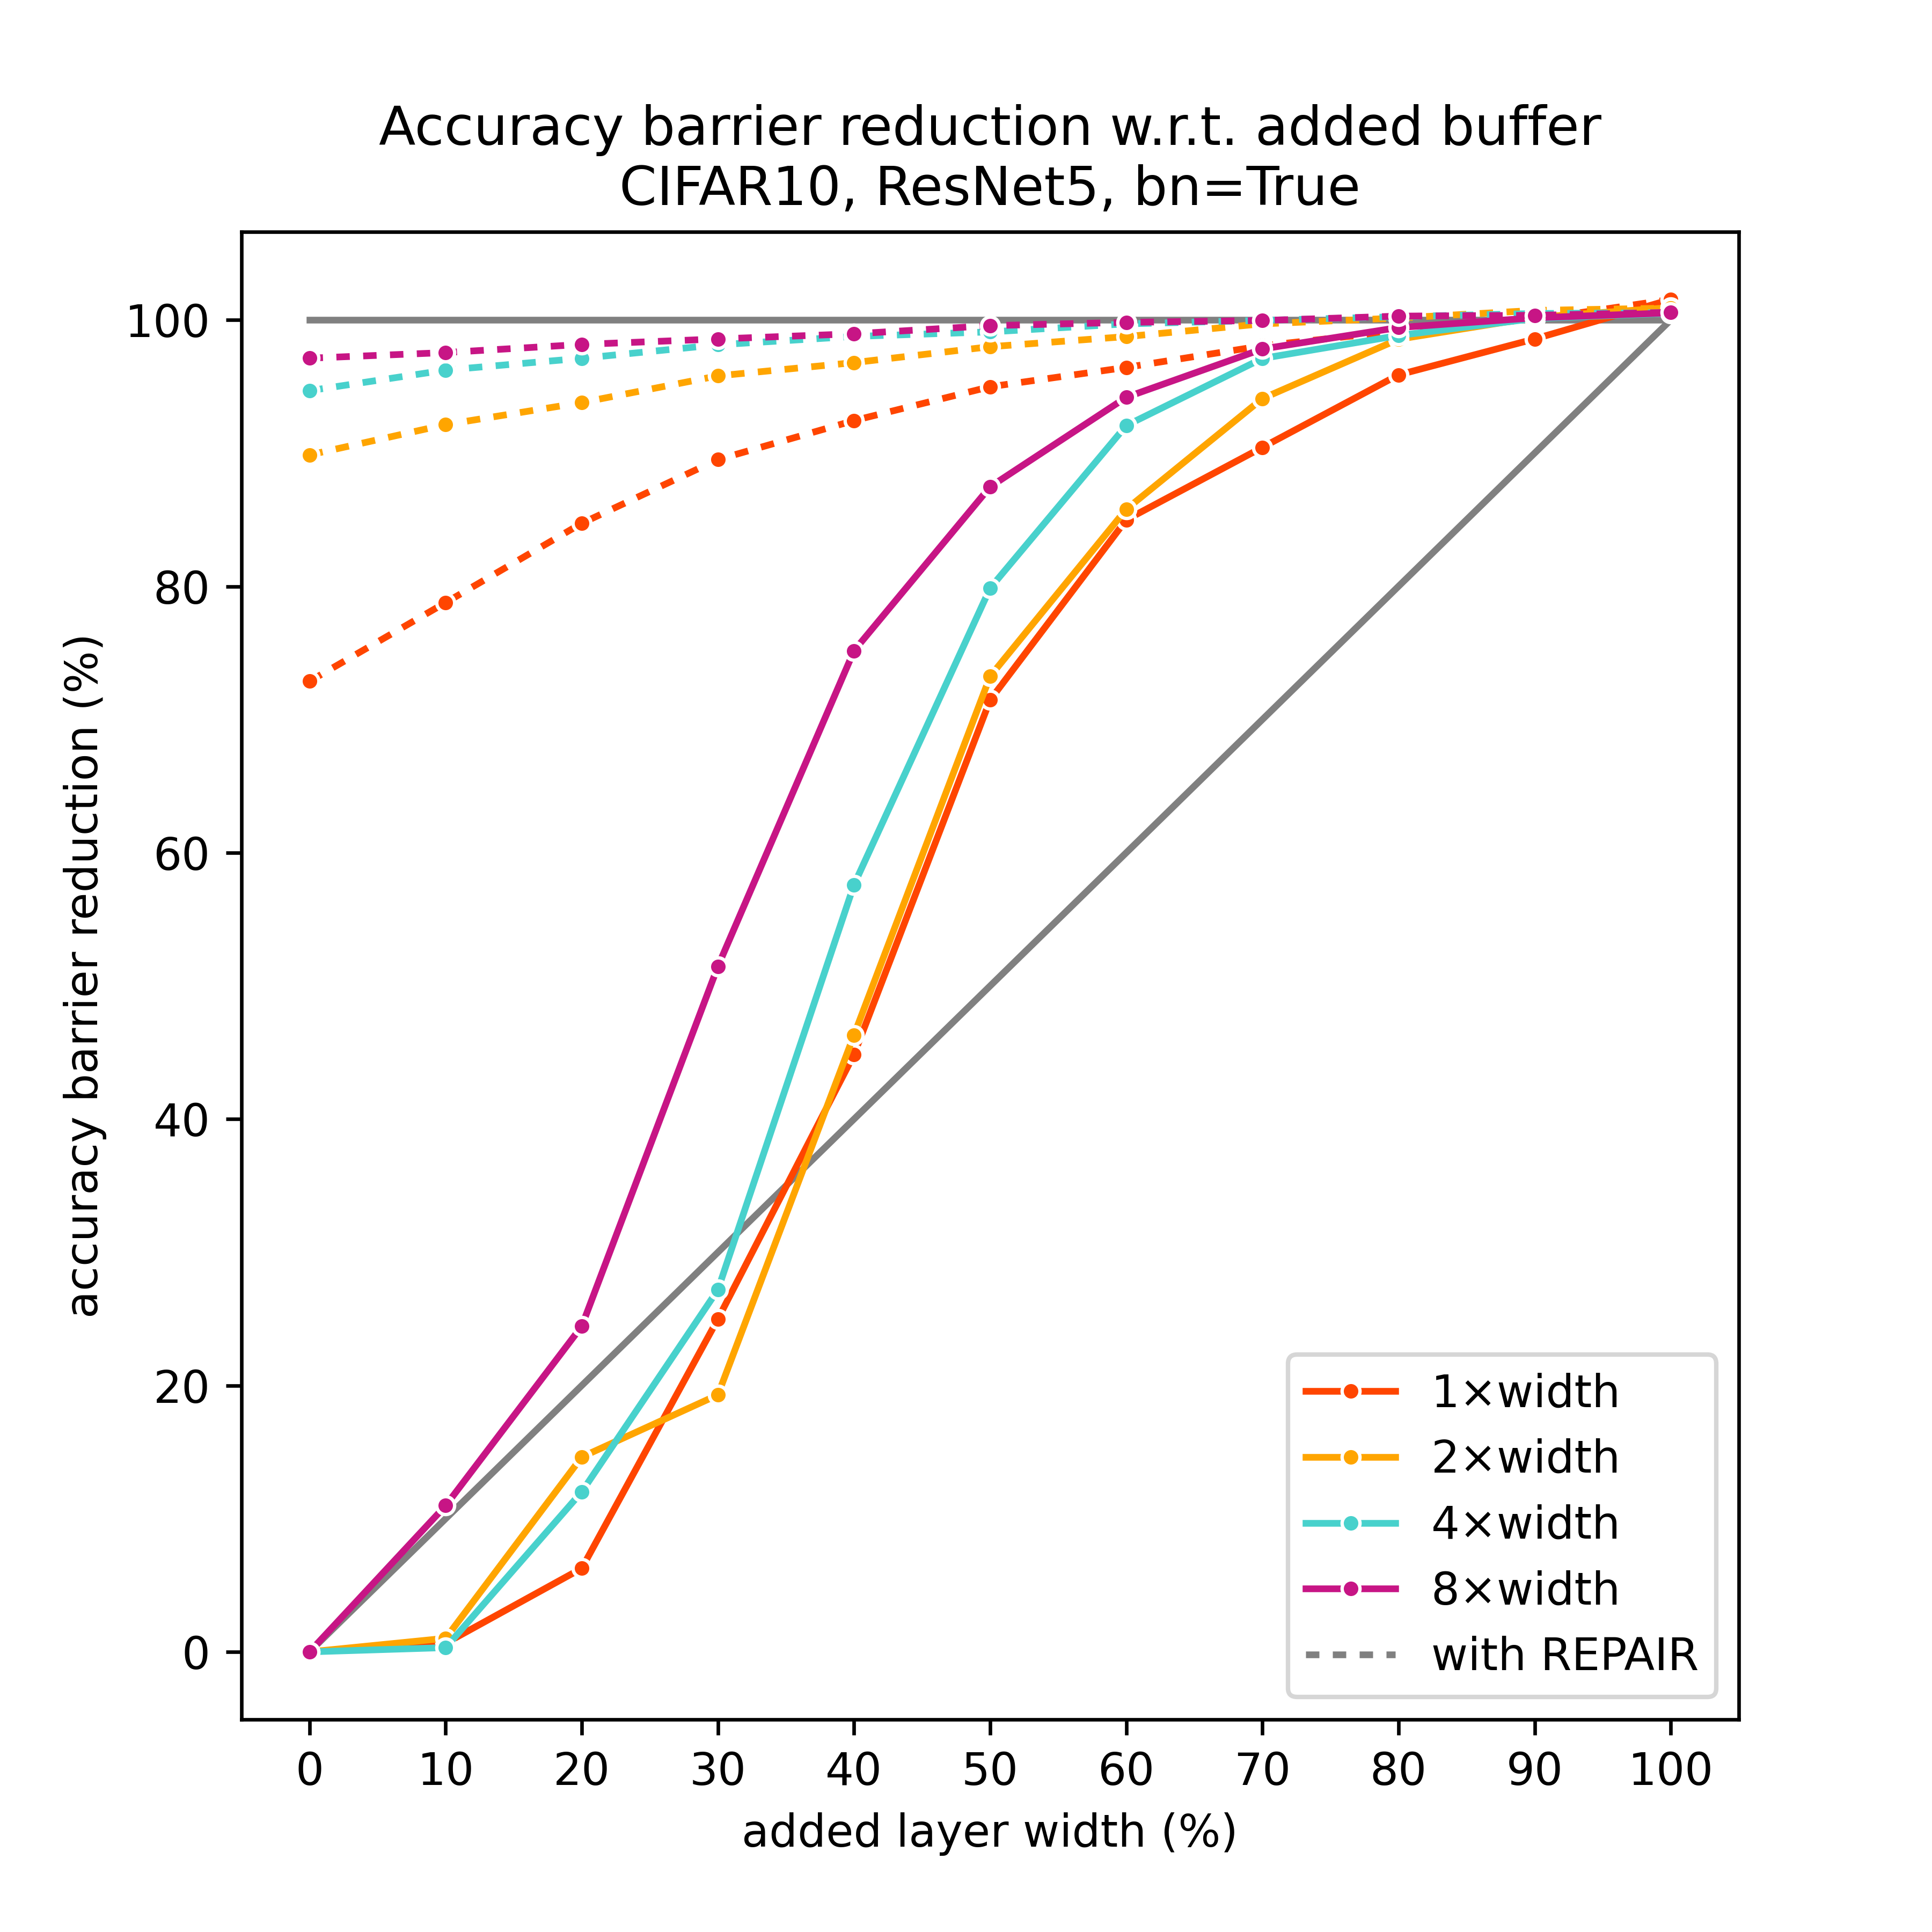 Accuracy barrier reduction w.r.t. added buffer
CIFAR10, ResNet5, bn=True
accuracy barrier reduction (%)
100
80
60
40
20
0
0 10 20 30 40 50 60 70 80 90 100
added layer width (%)
1×width
2×width
4×width
8×width
with REPAIR